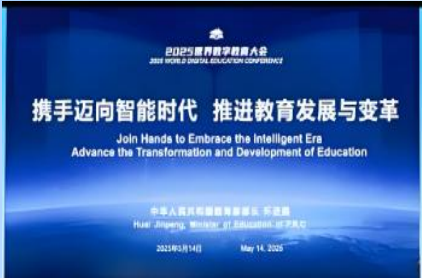 2025世界数字教育大会
2025 WORLD DIGITAL EDUCATION CONFERENCE
携手迈向智能时代 推进教育发展与变革
Join Hands to Embrace the Intelligent Era
Advance the Transformation and Development of Education
中华人民共和国教育部部长 怀进鹏
Huai Jinpeng, Minister of Education
2025年5月14日 May 14, 2025